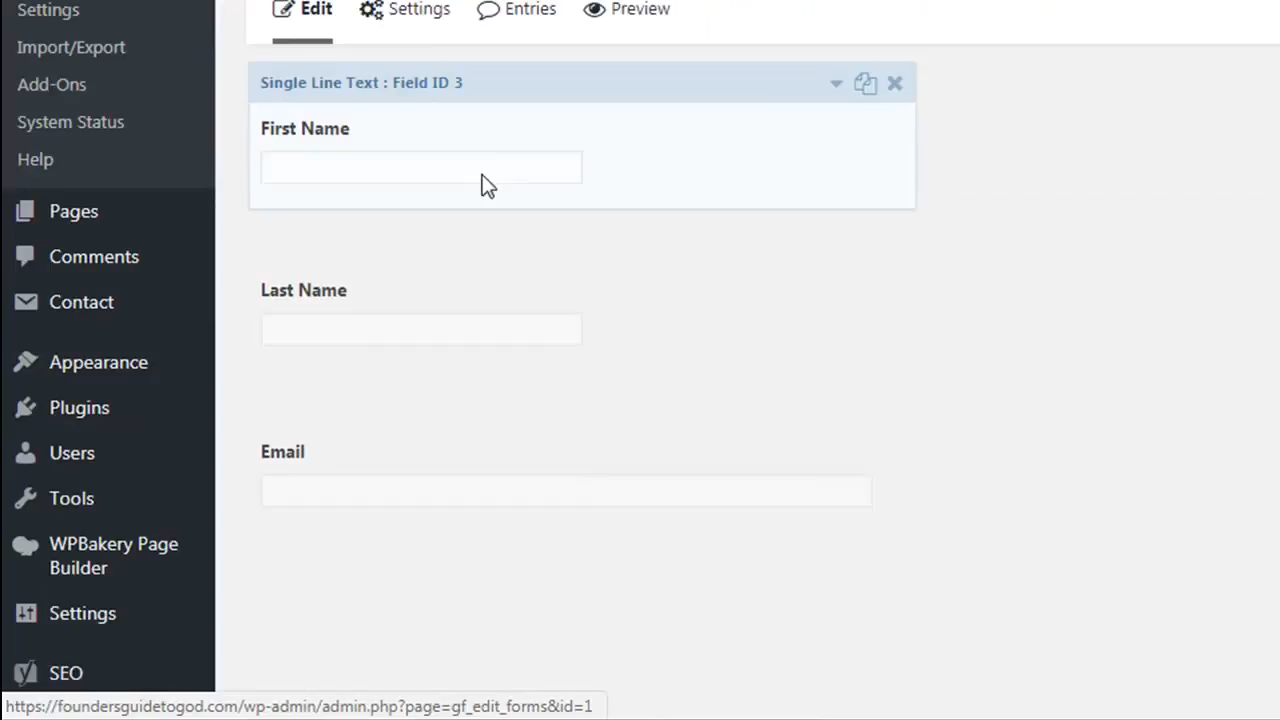 Settings
Import/Export
Add-Ons
System Status
Help
Pages
Comments
Contact
Appearance
Plugins
Users
Tools
WPBakery Page
Builder
Settings
SEO
Edit Settings Entries Preview
Single Line Text : Field ID 3
First Name
Last Name
Email
https://foundersguidetogod.com/wp-admin/admin.php?page=gf_edit_forms&id=1